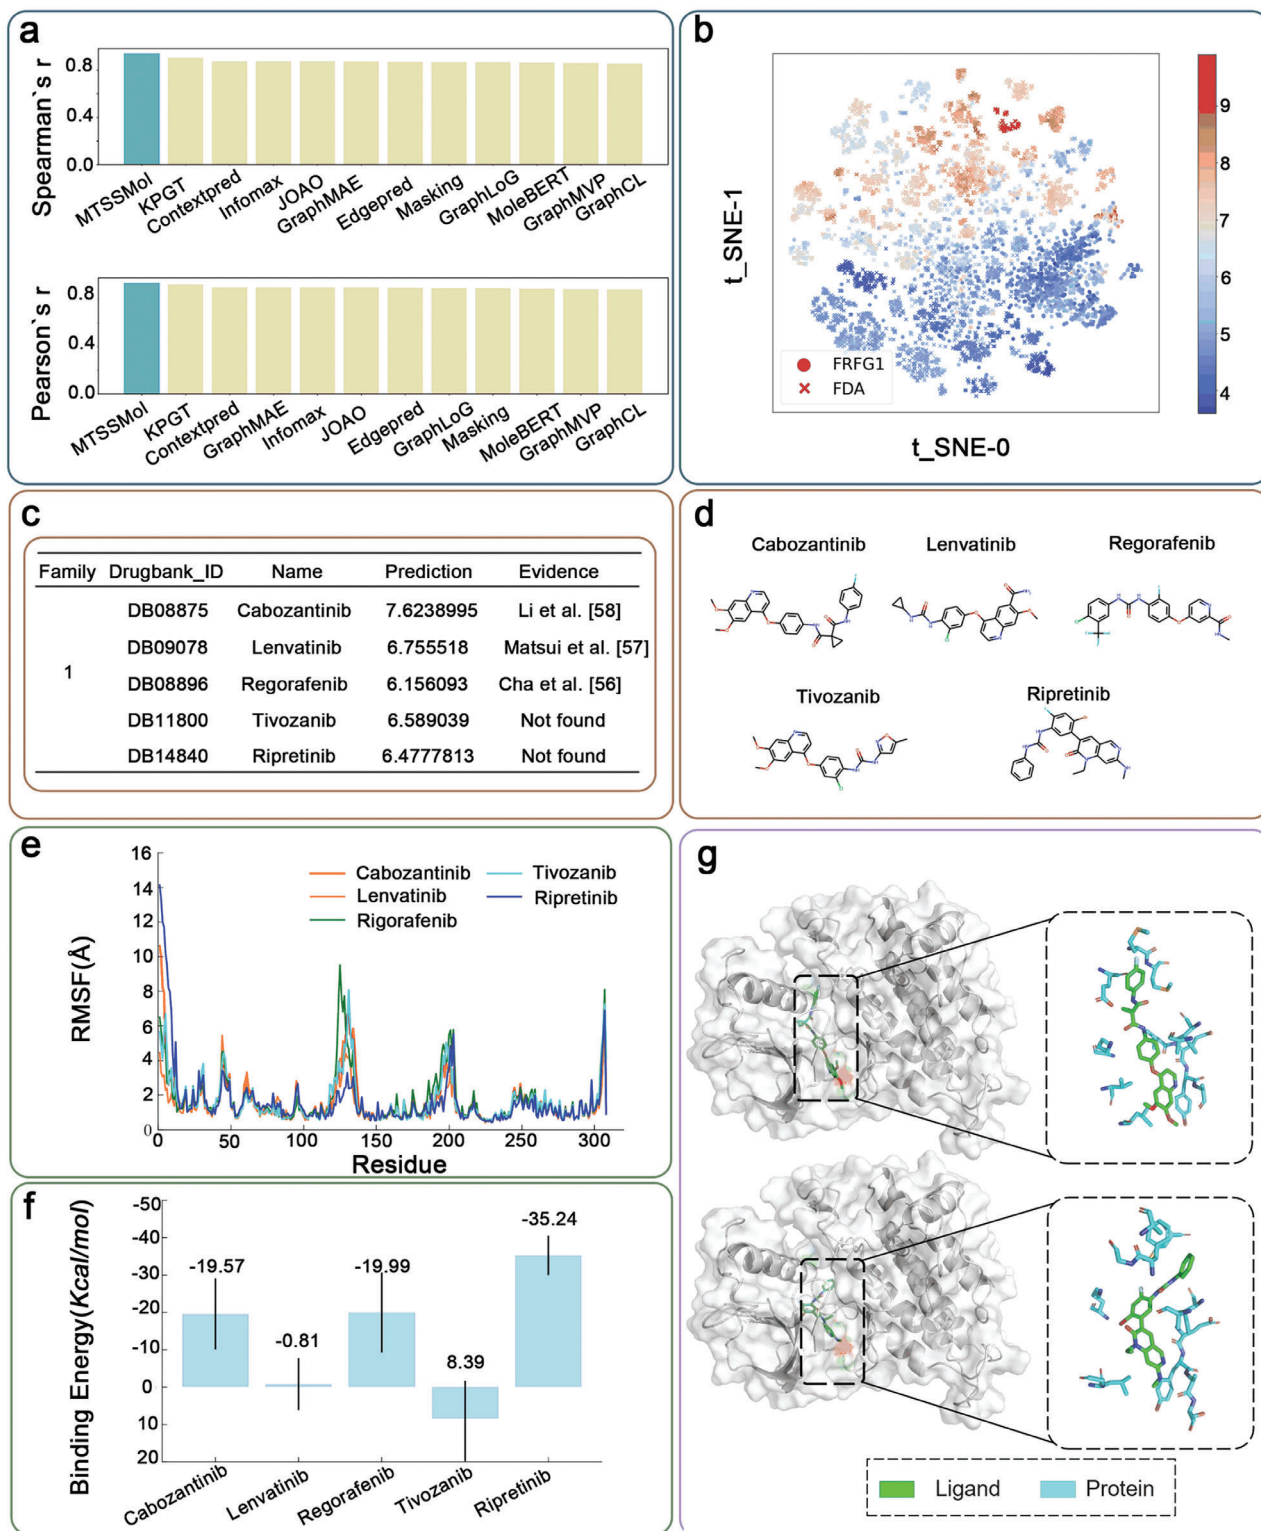 a
Spearman`s r
0.8
0.4
0.0
MTSSMol
KPGT
Contextpred
Infomax
JOAO
GraphMAE
Edgepred
Masking
GraphLoG
MoleBERT
GraphMVP
GraphCL
Pearson`s r
0.8
0.4
0.0
MTSSMol
KPGT
Contextpred
GraphMAE
Infomax
JOAO
Edgepred
GraphLoG
Masking
MoleBERT
GraphMVP
GraphCL
b
t_SNE-1
FRFG1
FDA
t_SNE-0
9
8
7
6
5
4
c
Family Drugbank_ID Name Prediction Evidence
DB08875 Cabozantinib 7.6238995 Li et al. [58]
DB09078 Lenvatinib 6.755518 Matsui et al. [57]
1
DB08896 Regorafenib 6.156093 Cha et al. [56]
DB11800 Tivozanib 6.589039 Not found
DB14840 Ripretinib 6.4777813 Not found
d
Cabozantinib Lenvatinib Regorafenib
Tivozanib Ripretinib
e
RMSF(Å)
16
14
12
10
8
6
4
2
0
Cabozantinib
Lenvatinib
Rigorafenib
Tivozanib
Ripretinib
0 50 100 150 200 250 300
Residue
f
Binding Energy(Kcal/mol)
-50
-40
-30
-20
-10
0
10
20
-19.57
-0.81
-19.99
8.39
-35.24
Cabozantinib
Lenvatinib
Regorafenib
Tivozanib
Ripretinib
g
Ligand Protein